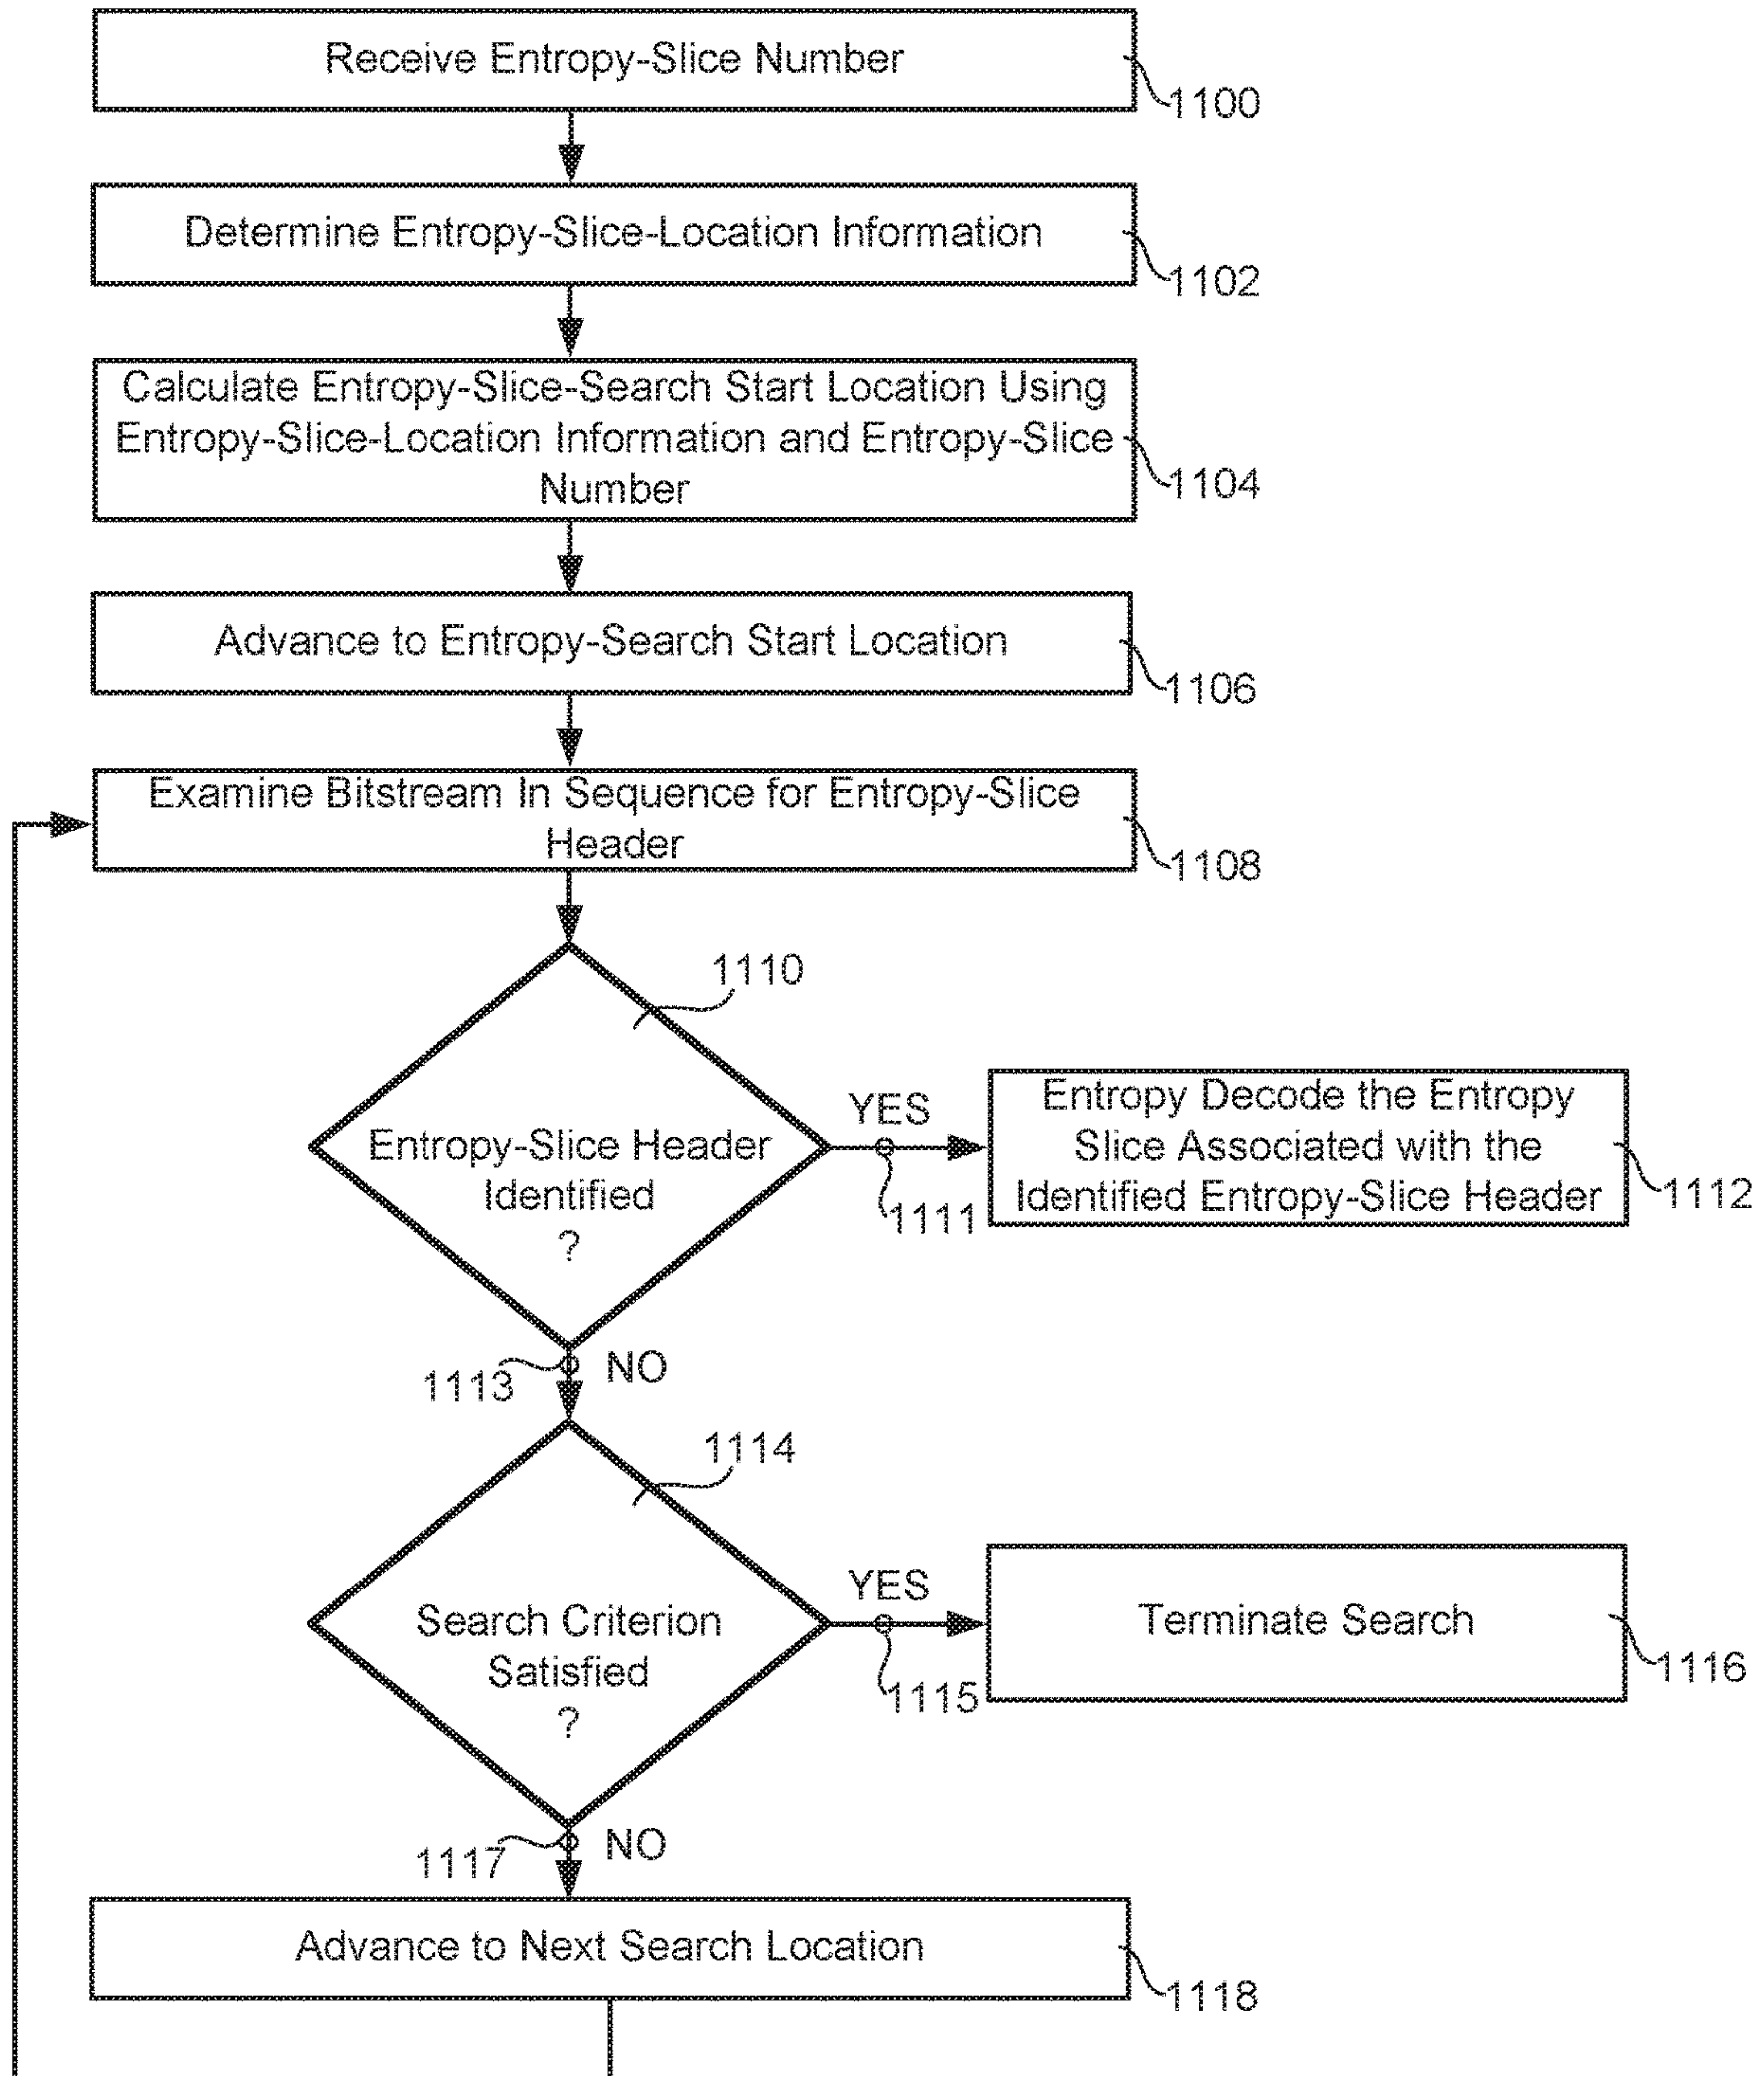 Receive Entropy-Slice Number
1100
Determine Entropy-Slice-Location Information
1102
Calculate Entropy-Slice-Search Start Location Using
Entropy-Slice-Location Information and Entropy-Slice
Number
1104
Advance to Entropy-Search Start Location
1106
Examine Bitstream In Sequence for Entropy-Slice
Header
1108
1110
Entropy-Slice Header
Identified
?
YES
1111
Entropy Decode the Entropy
Slice Associated with the
Identified Entropy-Slice Header
1112
1113
NO
1114
Search Criterion
Satisfied
?
YES
1115
Terminate Search
1116
1117
NO
Advance to Next Search Location
1118